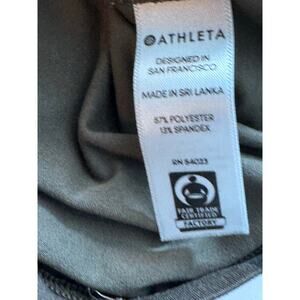 ATHLETA
DESIGNED IN
SAN FRANCISCO
MADE IN SRI LANKA
87% POLYESTER
13% SPANDEX
RN 54023
FAIR TRADE
CERTIFIED
FACTORY